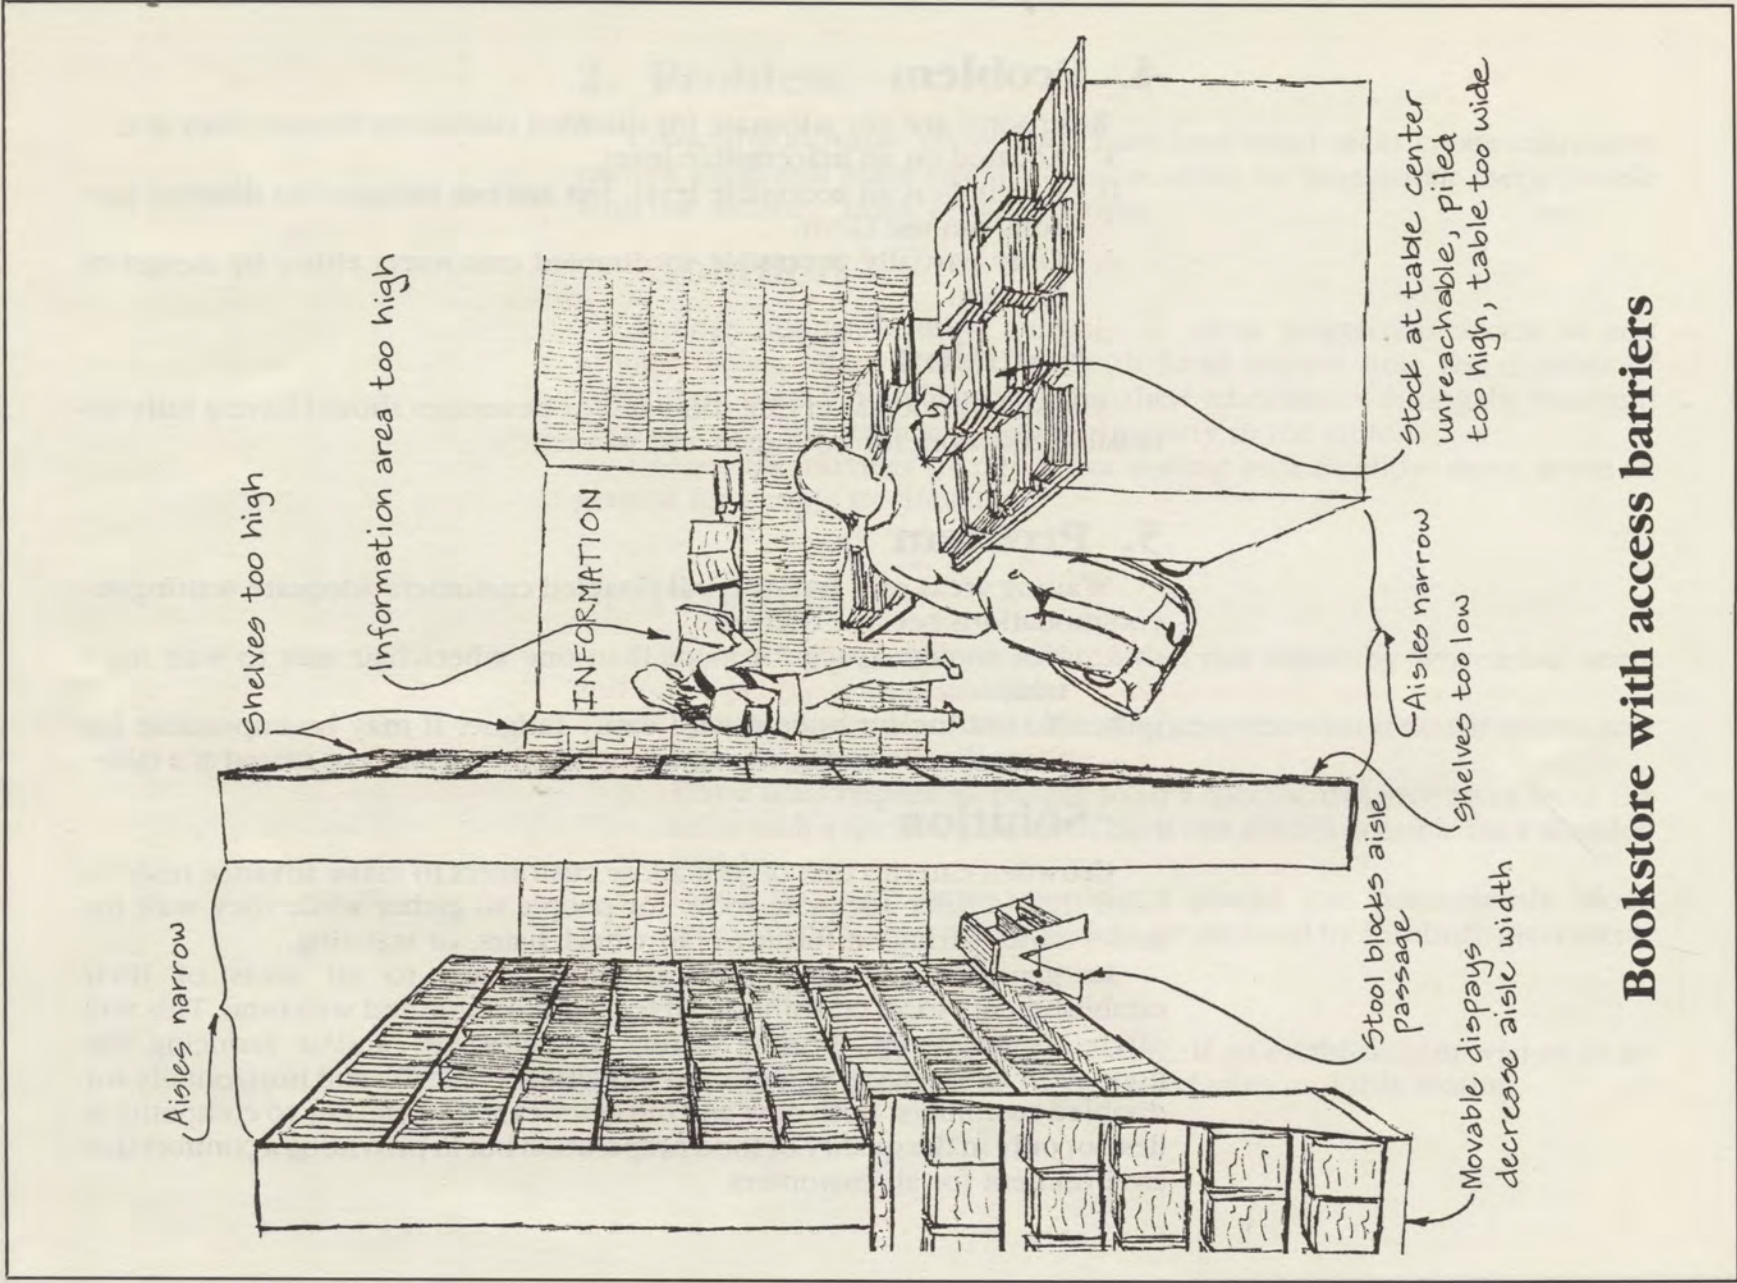 Shelves too high
Information area too high
Aisles narrow
INFORMATION
Stock at table center
unreachable, piled
too high, table too wide
Aisles narrow
Shelves too low
Stool blocks aisle
passage
Movable dispays
decrease aisle width
Bookstore with access barriers